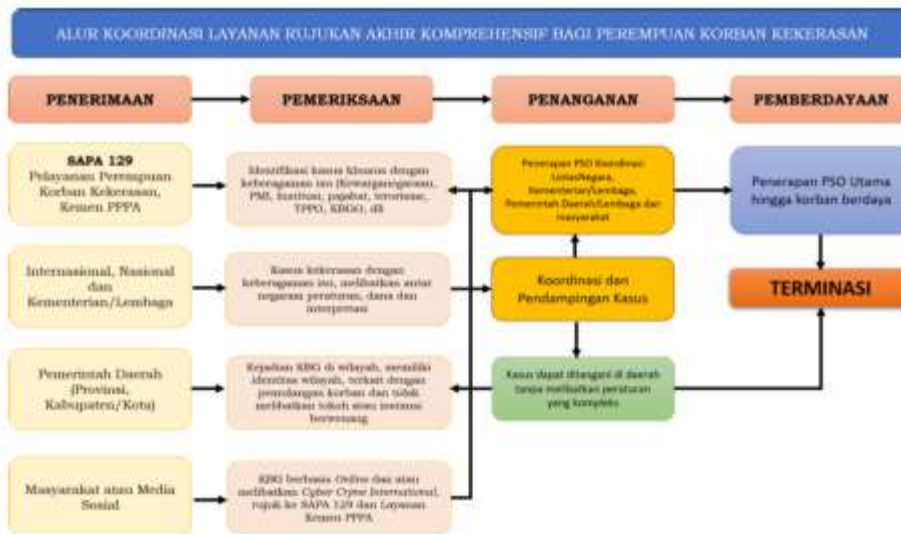 ALUR KOORDINASI LAYANAN RUJUKAN AKHIR KOMPREHENSIF BAGI PEREMPUAN KORBAN KEKERASAN
PENERIMAAN
PEMERIKSAAN
PENANGANAN
PEMBERDAYAAN
SAPA 129
Pelayanan Perempuan
Korban Kekerasan,
Kemen PPPA
Identifikasi kasus khusus dengan
keberagaman isu (Kewarganegaraan,
PMI, Institusi, pejabat, terorisme,
TPPO, KBGO, dll
Penerapan PSO Koordinasi
LintasNegara,
Kementerian/Lembaga,
Pemerintah Daerah/Lembaga dan
masyarakat
Penerapan PSO Utama
hingga korban berdaya
Internasional, Nasional
dan
Kementerian/Lembaga
Kasus kekerasan dengan
keberagaman isu, melibatkan antar
negara peraturan, dana dan
Koordinasi dan
Pendampingan Kasus
TERMINASI
Pemerintah Daerah
(Provinsi,
Kabupaten/Kota)
KBG di wilayah, memiliki
identitas wilayah, terkait dengan
pemulangan korban dan tidak
melibatkan tokoh atau instansi
berwenang
Kasus dapat ditangani di daerah
tanpa melibatkan peraturan
yang kompleks
Masyarakat atau Media
Sosial
KBG berbasis Online dan atau
melibatkan Cyber Crime International,
rujuk ke SAPA 129 dan Layanan
Kemen PPPA